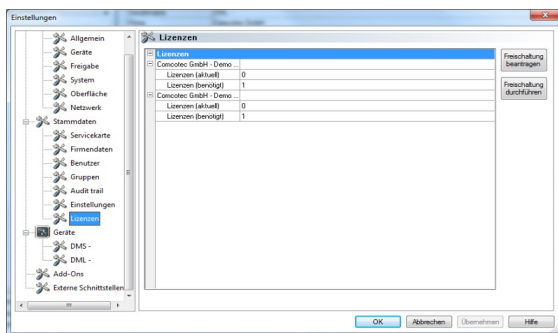 Einstellungen
Allgemein
Geräte
Freigabe
System
Oberfläche
Netzwerk
Stammdaten
Servicekarte
Firmendaten
Benutzer
Gruppen
Audit trail
Einstellungen
Lizenzen
Geräte
DMS -
DML -
Add-Ons
Externe Schnittstellen
Lizenzen
Lizenzen
Comcotec GmbH - Demo ...
Lizenzen (aktuell) 0
Lizenzen (benötigt) 1
Comcotec GmbH - Demo ...
Lizenzen (aktuell) 0
Lizenzen (benötigt) 1
Freischaltung
beantragen
Freischaltung
durchführen
OK Abbrechen Übernehmen Hilfe